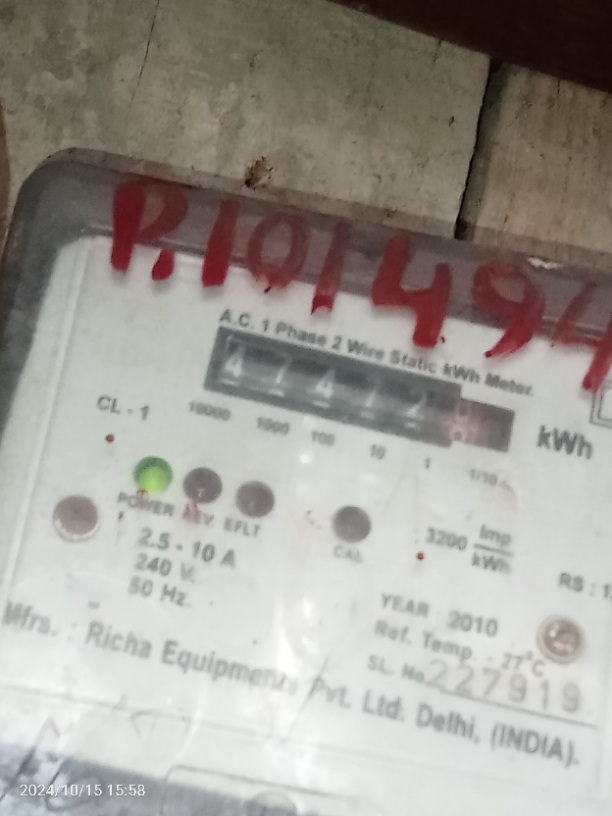 P.101494
A.C. 1 Phase 2 Wire Static kWh Meter.
kWh
10000 1000 100 10 1 1/10
CL - 1
POWER REV EFLT
CAL
3200 Imp/kWh
2.5 - 10 A
240 V.
50 Hz.
RS : 1
YEAR : 2010
Ref. Temp. : 27°C
SL. No. 227919
Mfrs. : Richa Equipments Pvt. Ltd. Delhi, (INDIA).
2024/10/15 15:58